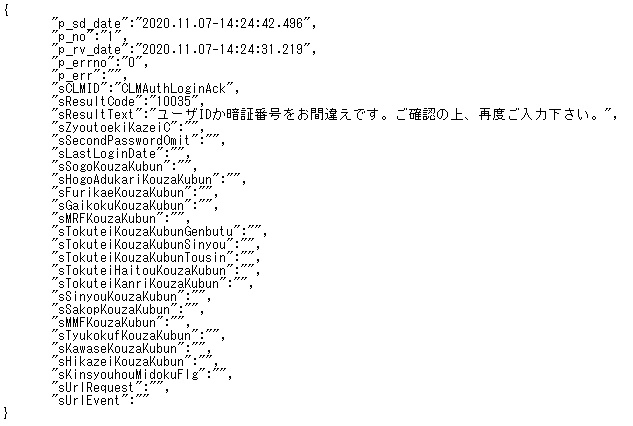 {
"p_sd_date":"2020.11.07-14:24:42.496",
"p_no":"1",
"p_rv_date":"2020.11.07-14:24:31.219",
"p_errno":"0",
"p_err":"",
"sCLMID":"CLMAuthLoginAck",
"sResultCode":"10035",
"sResultText":"ユーザIDか暗証番号をお間違えです。ご確認の上、再度ご入力下さい。",
"sZyoutoekiKazeiC":"",
"sSecondPasswordOmit":"",
"sLastLoginDate":"",
"sSogoKouzaKubun":"",
"sHogoAdukariKouzaKubun":"",
"sFurikaeKouzaKubun":"",
"sGaikokuKouzaKubun":"",
"sMRFKouzaKubun":"",
"sTokuteiKouzaKubunGenbutu":"",
"sTokuteiKouzaKubunSinyou":"",
"sTokuteiKouzaKubunTousin":"",
"sTokuteiHaitouKouzaKubun":"",
"sTokuteiKanriKouzaKubun":"",
"sSinyouKouzaKubun":"",
"sSakopKouzaKubun":"",
"sMMFKouzaKubun":"",
"sTyukokufKouzaKubun":"",
"sKawaseKouzaKubun":"",
"sHikazeiKouzaKubun":"",
"sKinsyouhouMidokuFlg":"",
"sUrlRequest":"",
"sUrlEvent":""
}